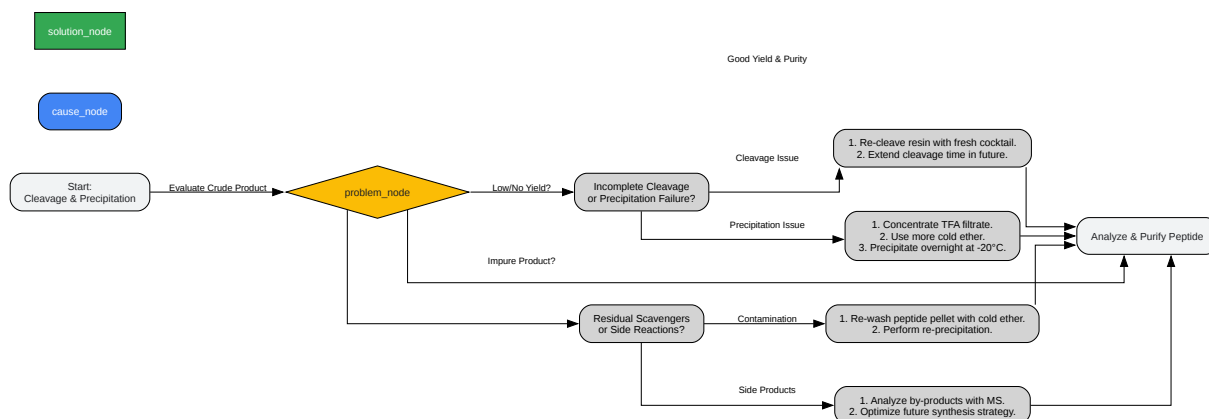 solution_node
Good Yield & Purity
cause_node
1. Re-cleave resin with fresh cocktail.
2. Extend cleavage time in future.
Cleavage Issue
Start:
Cleavage & Precipitation
Evaluate Crude Product
problem_node
Low/No Yield?
Incomplete Cleavage
or Precipitation Failure?
Precipitation Issue
1. Concentrate TFA filtrate.
2. Use more cold ether.
3. Precipitate overnight at -20°C.
Analyze & Purify Peptide
Impure Product?
Residual Scavengers
or Side Reactions?
Contamination
1. Re-wash peptide pellet with cold ether.
2. Perform re-precipitation.
Side Products
1. Analyze by-products with MS.
2. Optimize future synthesis strategy.